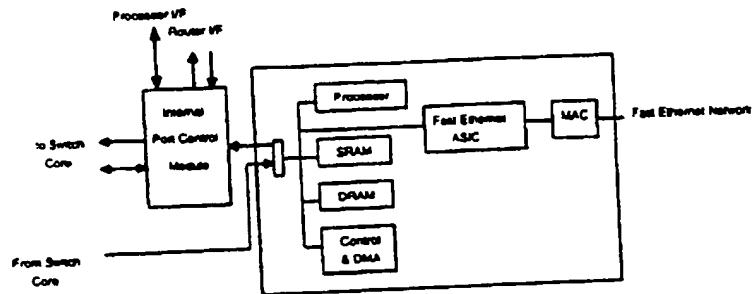 Processor I/F
Router I/F
Internal
Port Control
Module
to Switch
Core
From Switch
Core
Processor
SRAM
DRAM
Control
& DMA
Fast Ethernet
ASIC
MAC
Fast Ethernet Network